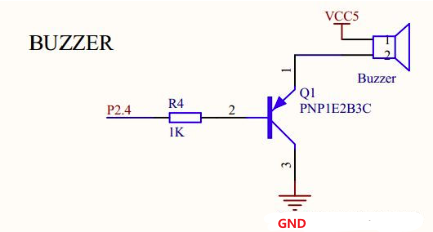 VCC5
BUZZER
1
2
Buzzer
1
Q1
PNP1E2B3C
P2.4
R4
1K
2
3
GND